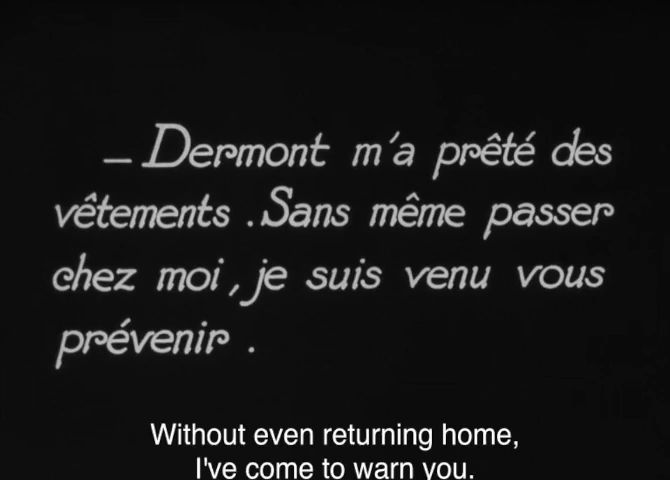 — Dermont m'a prêté des
vêtements . Sans même passer
chez moi, je suis venu vous
prévenir .
Without even returning home,
I've come to warn you.